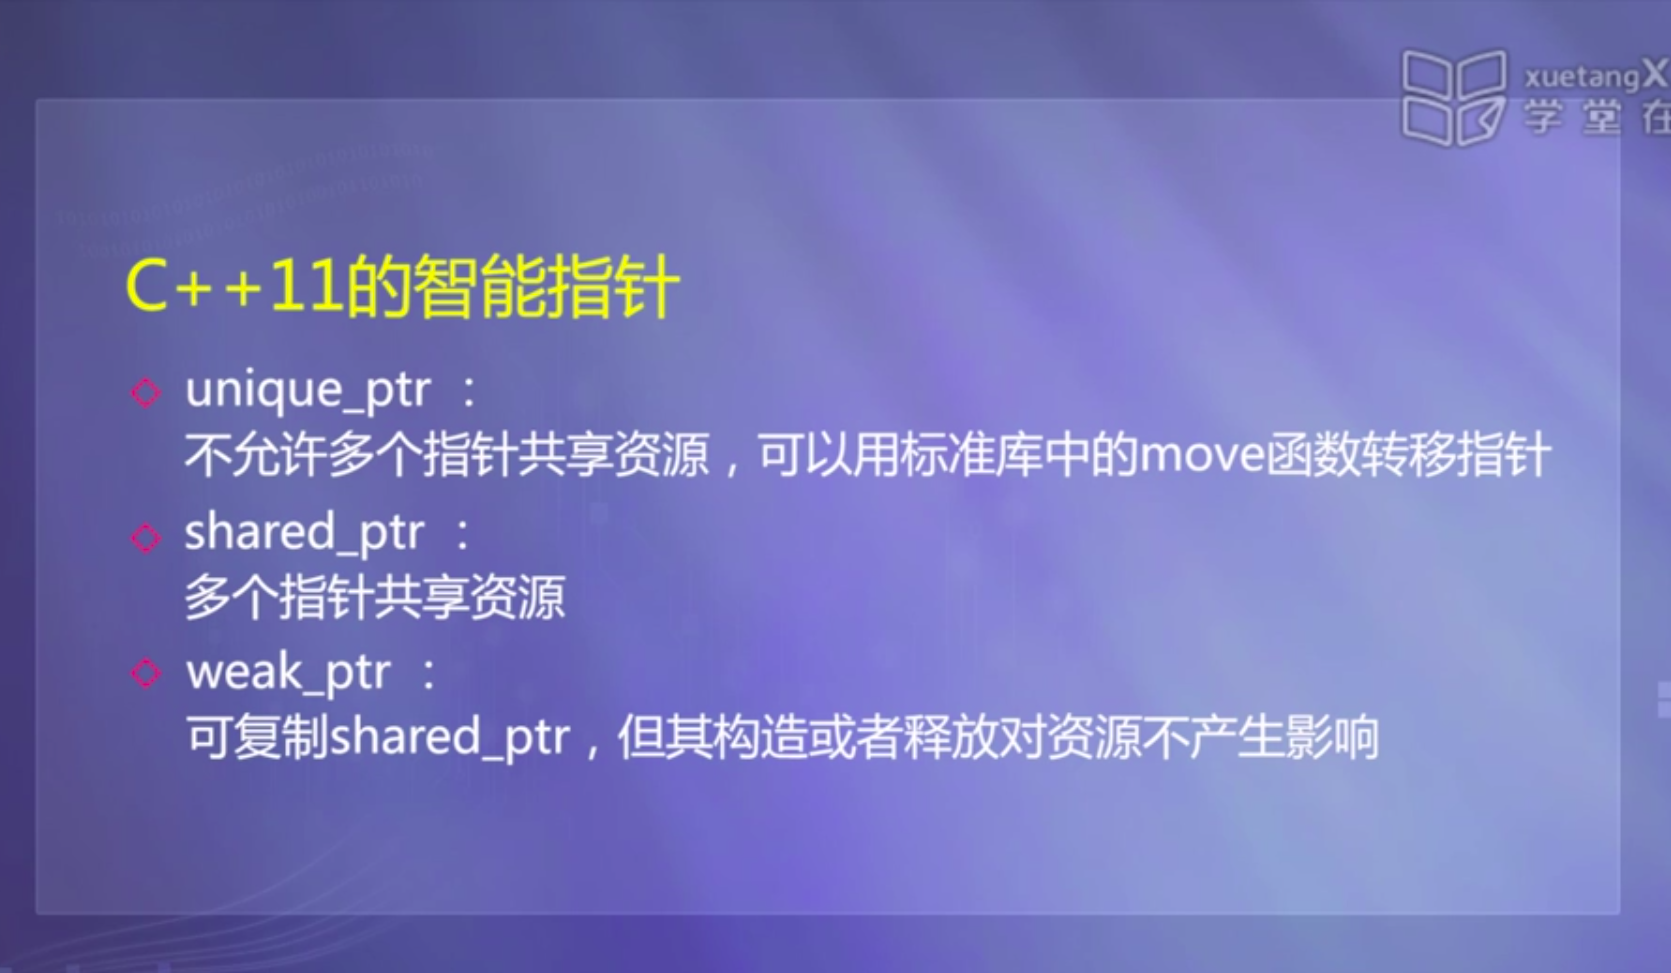 xuetangX
学堂在
C++11的智能指针
unique_ptr ：
不允许多个指针共享资源，可以用标准库中的move函数转移指针
shared_ptr ：
多个指针共享资源
weak_ptr ：
可复制shared_ptr，但其构造或者释放对资源不产生影响